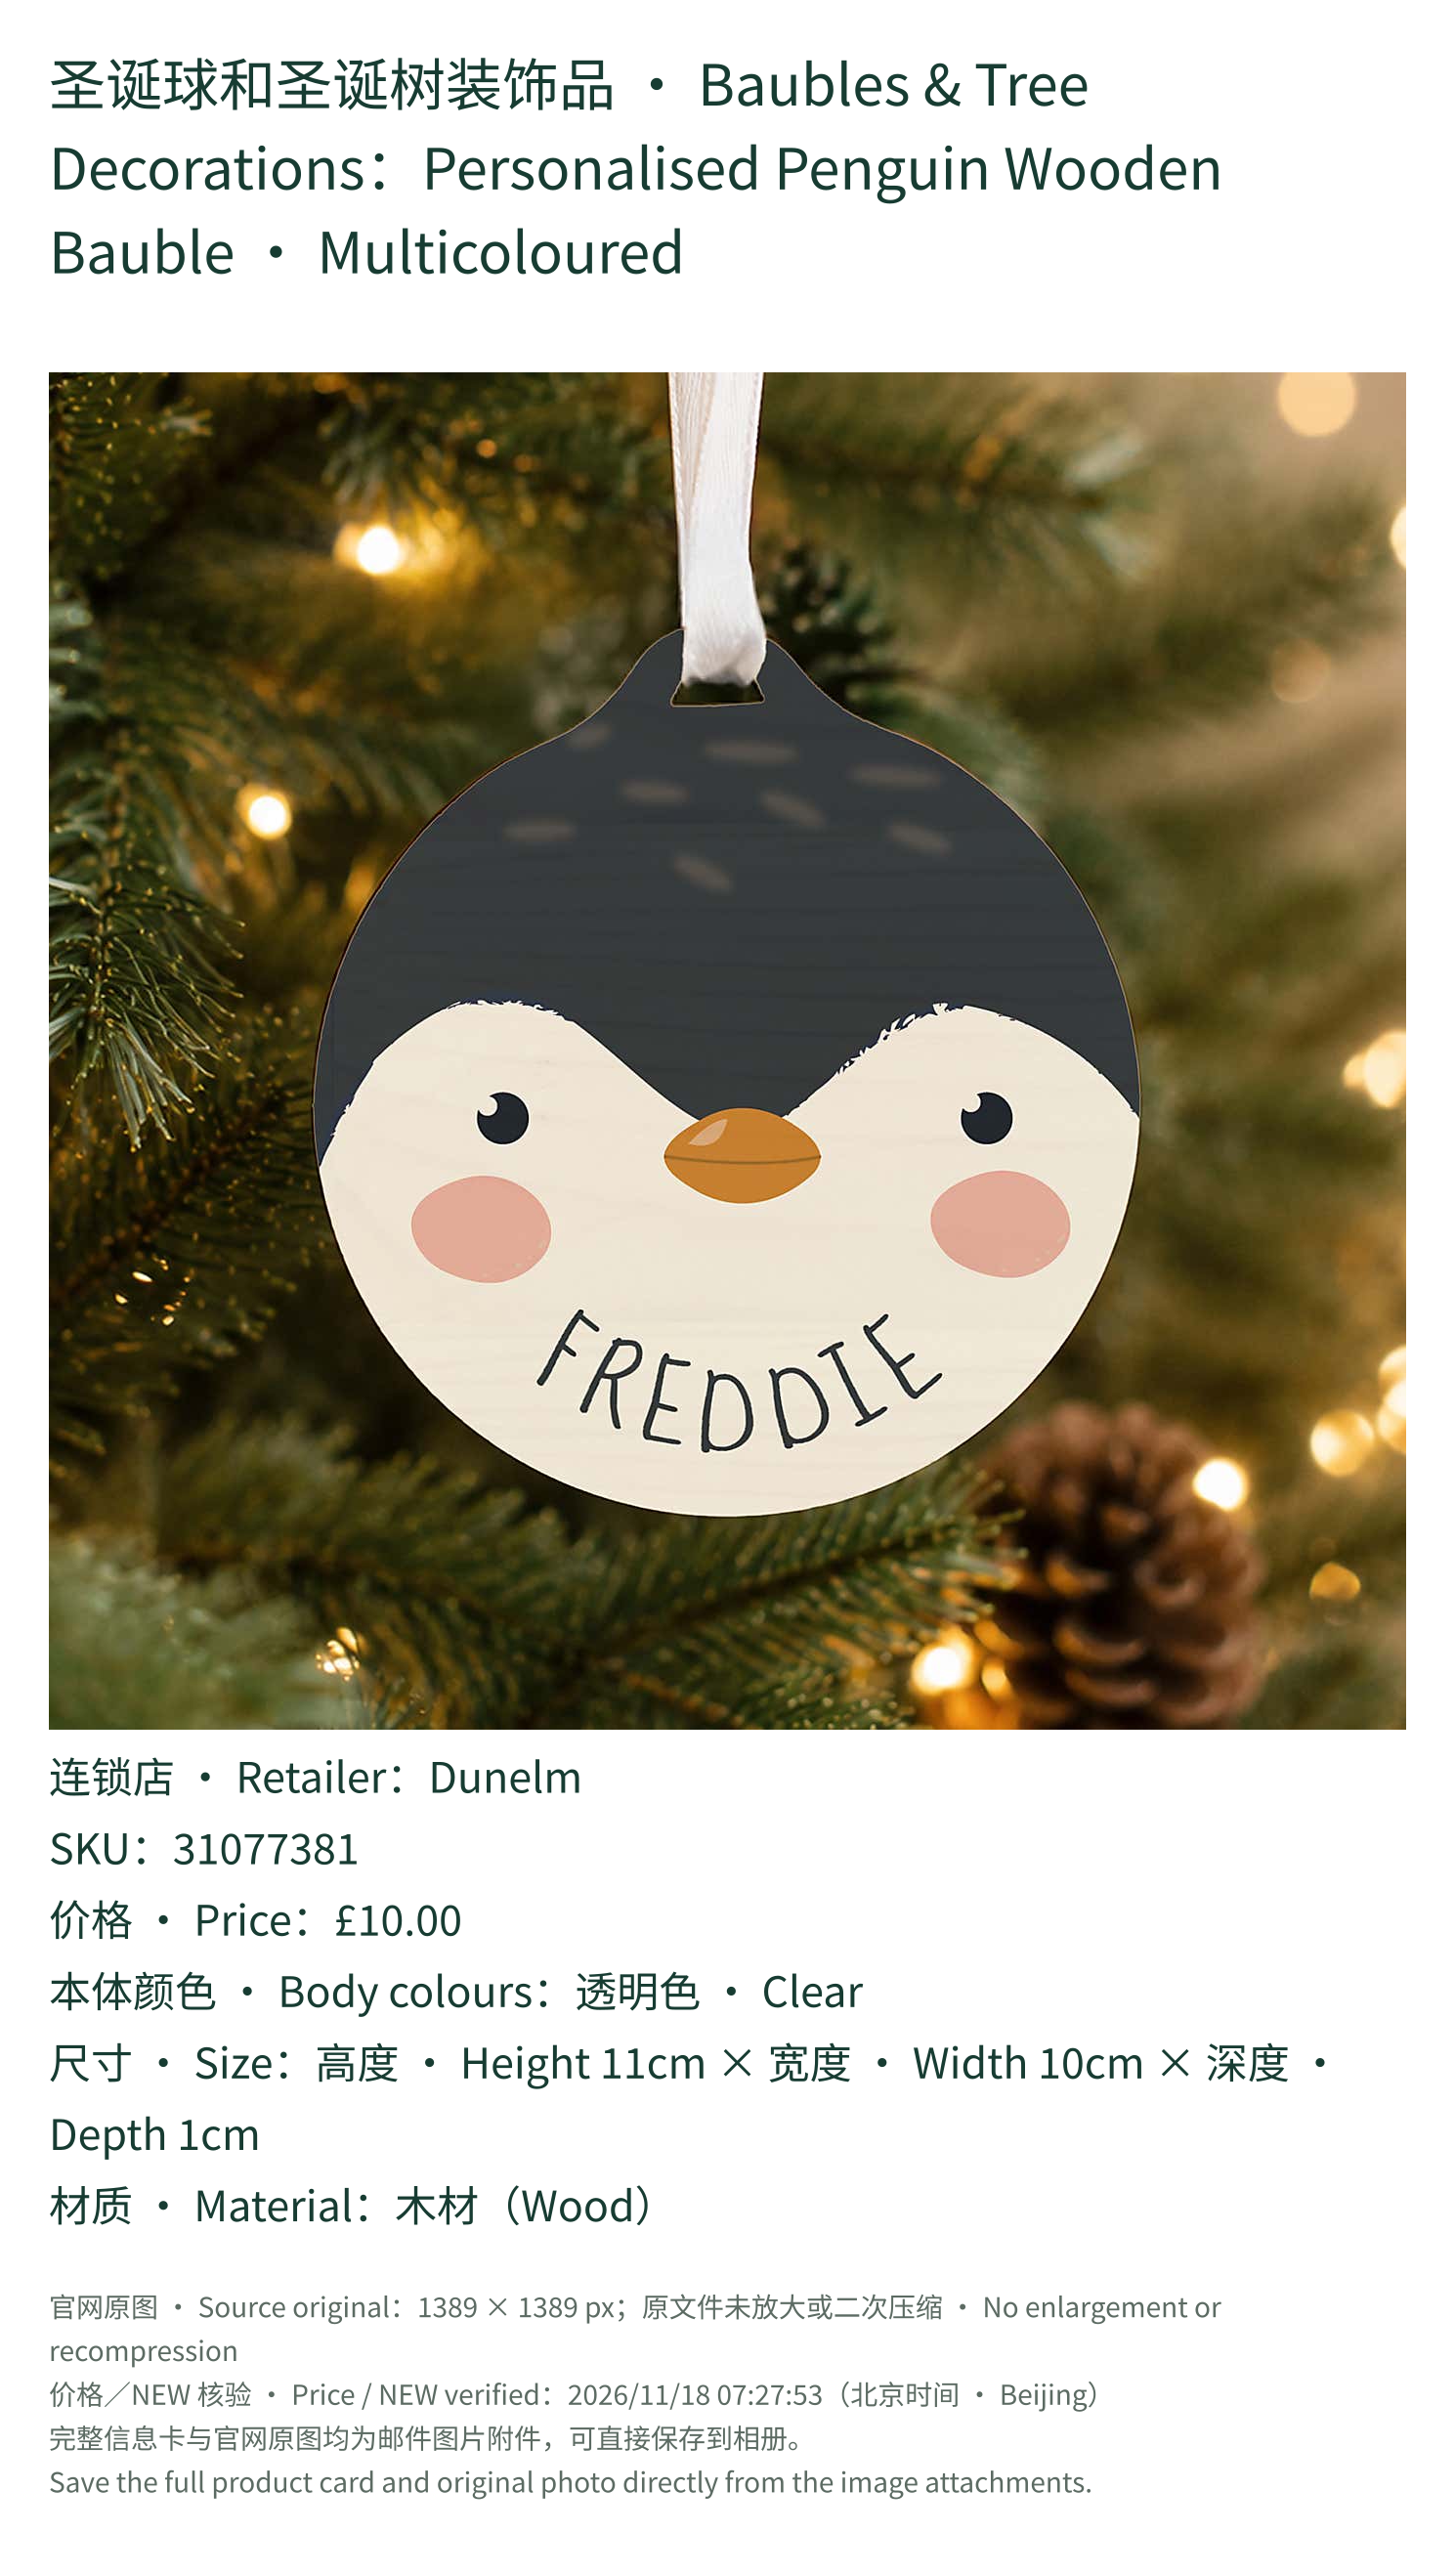 圣诞球和圣诞树装饰品 · Baubles & Tree
Decorations：Personalised Penguin Wooden
Bauble · Multicoloured
FREDDIE
连锁店 · Retailer：Dunelm
SKU：31077381
价格 · Price：£10.00
本体颜色 · Body colours：透明色 · Clear
尺寸 · Size：高度 · Height 11cm × 宽度 · Width 10cm × 深度 ·
Depth 1cm
材质 · Material：木材（Wood）
官网原图 · Source original：1389 × 1389 px；原文件未放大或二次压缩 · No enlargement or
recompression
价格／NEW 核验 · Price / NEW verified：2026/11/18 07:27:53（北京时间 · Beijing）
完整信息卡与官网原图均为邮件图片附件，可直接保存到相册。
Save the full product card and original photo directly from the image attachments.